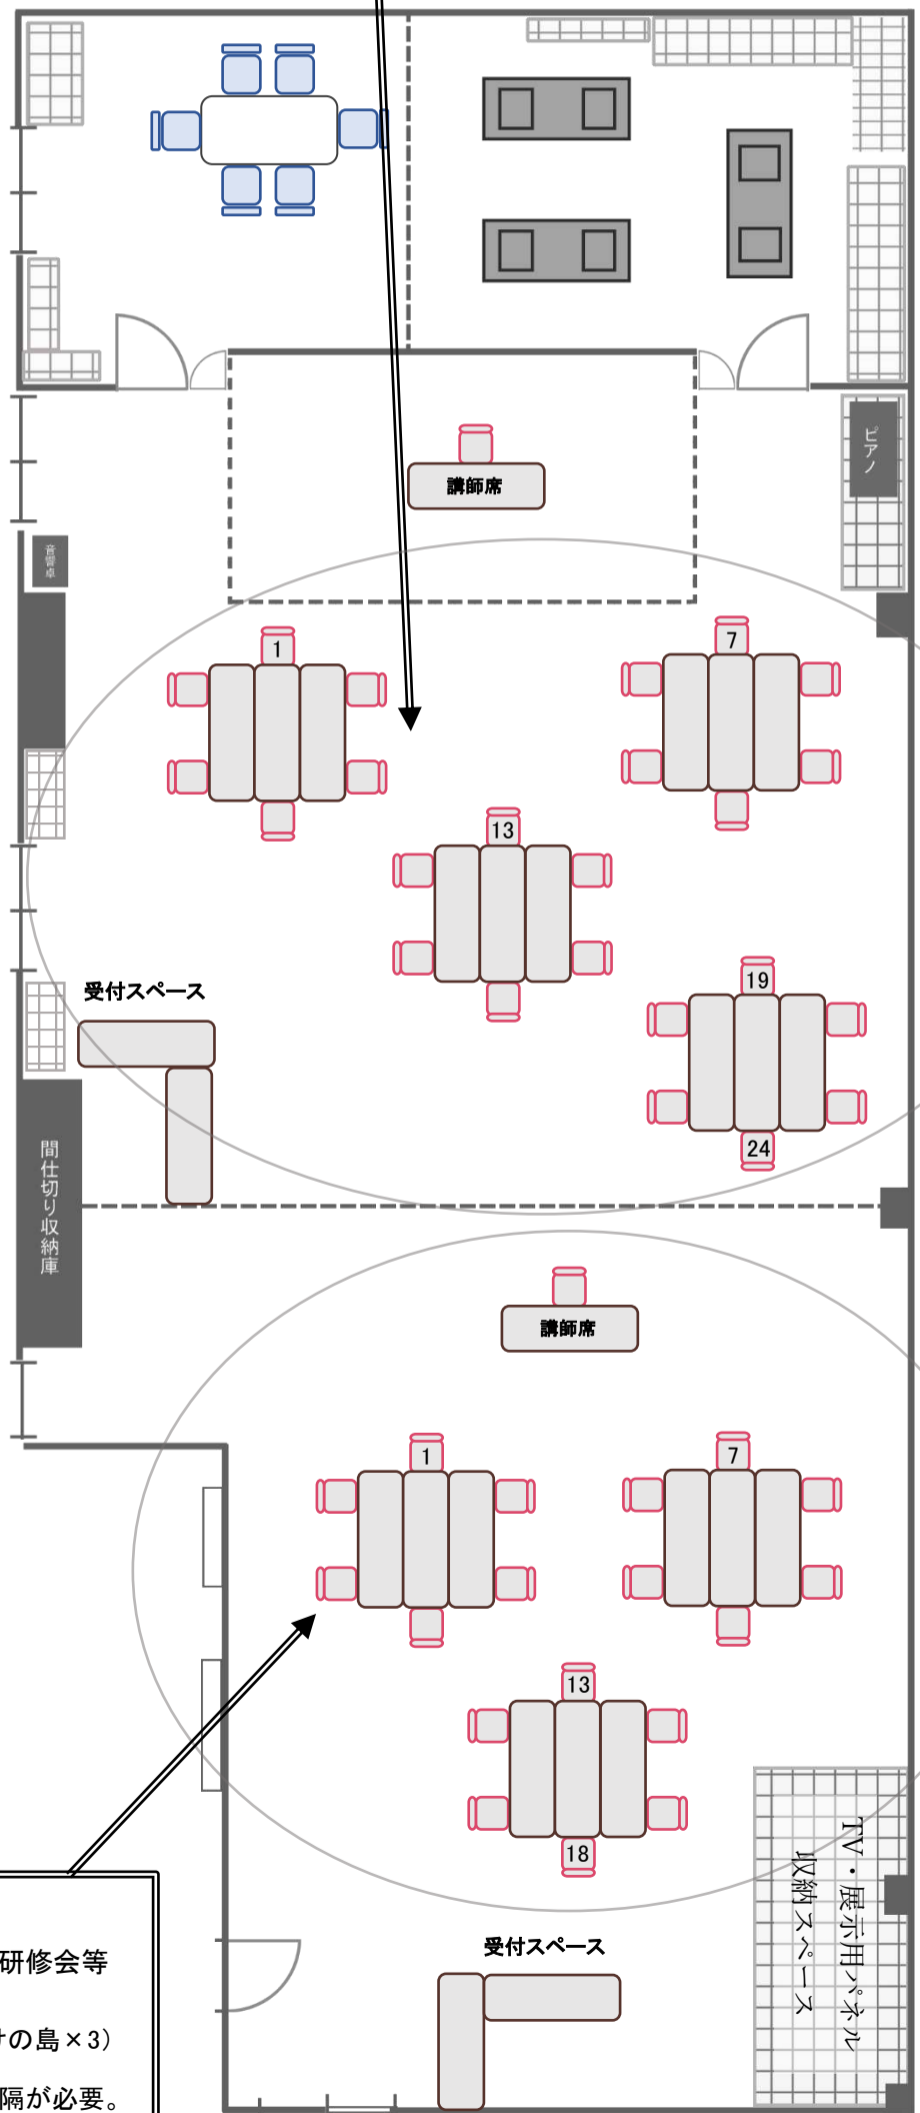 ピアノ
講師席
音響卓
1
7
13
受付スペース
19
24
間仕切り収納庫
講師席
1
7
13
18
TV・展示用パネル
収納スペース
受付スペース
研修会等
の島×3）
隔が必要。